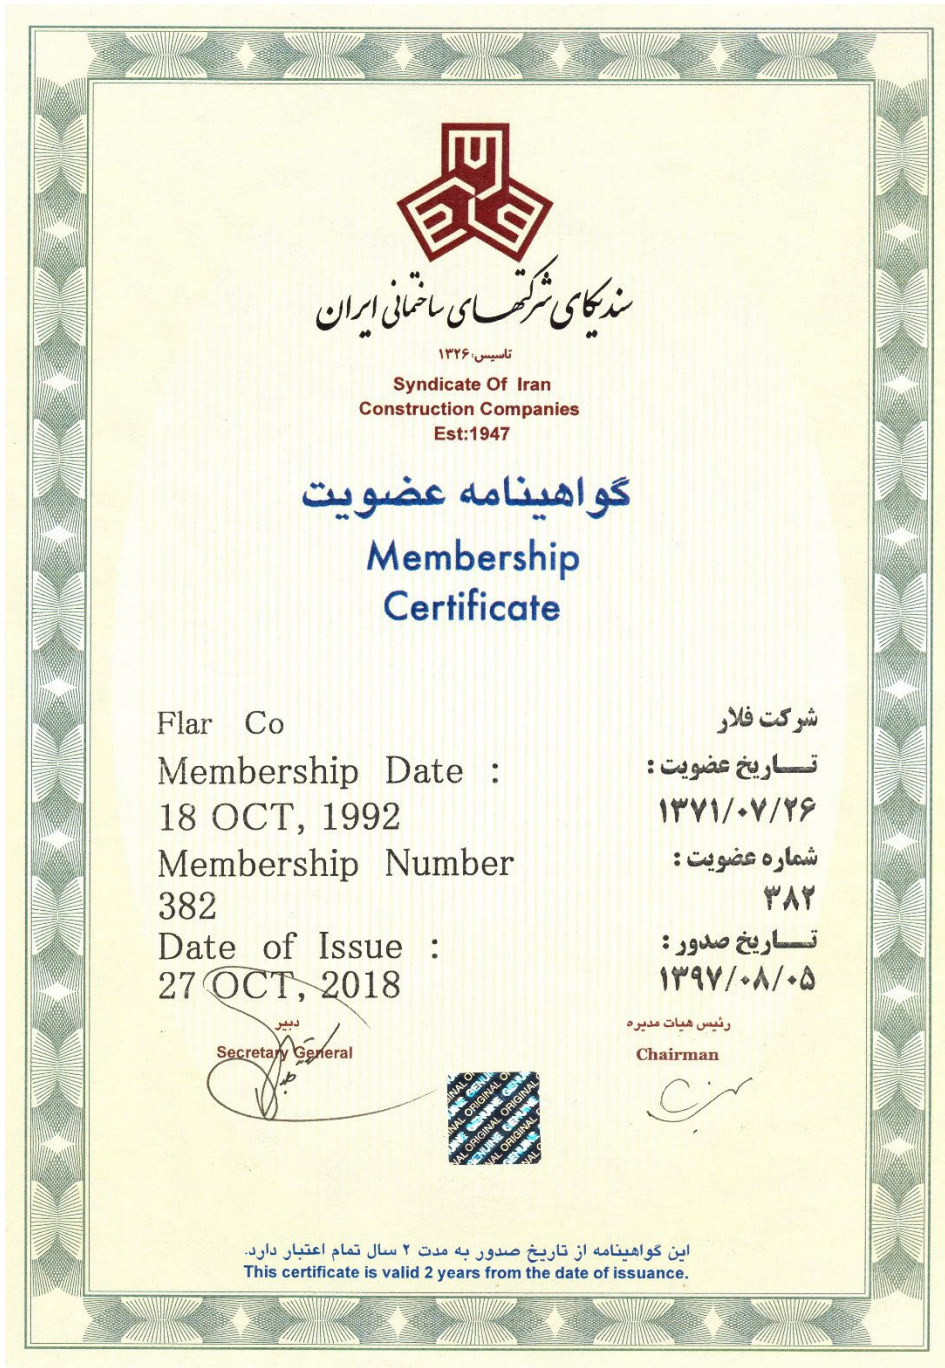 سندیکای شرکتهای ساختمانی ایران
تاسیس: ۱۳۲۶
Syndicate Of Iran
Construction Companies
Est:1947
گواهینامه عضویت
Membership
Certificate
Flar Co
شرکت فلار
Membership Date :
تاریخ عضویت :
18 OCT, 1992
۱۳۷۱/۰۷/۲۶
Membership Number
شماره عضویت :
382
۳۸۲
Date of Issue :
تاریخ صدور :
27 OCT, 2018
۱۳۹۷/۰۸/۰۵
دبیر
رئیس هیات مدیره
Secretary General
Chairman
GENUINE ORIGINAL
این گواهینامه از تاریخ صدور به مدت ۲ سال تمام اعتبار دارد.
This certificate is valid 2 years from the date of issuance.